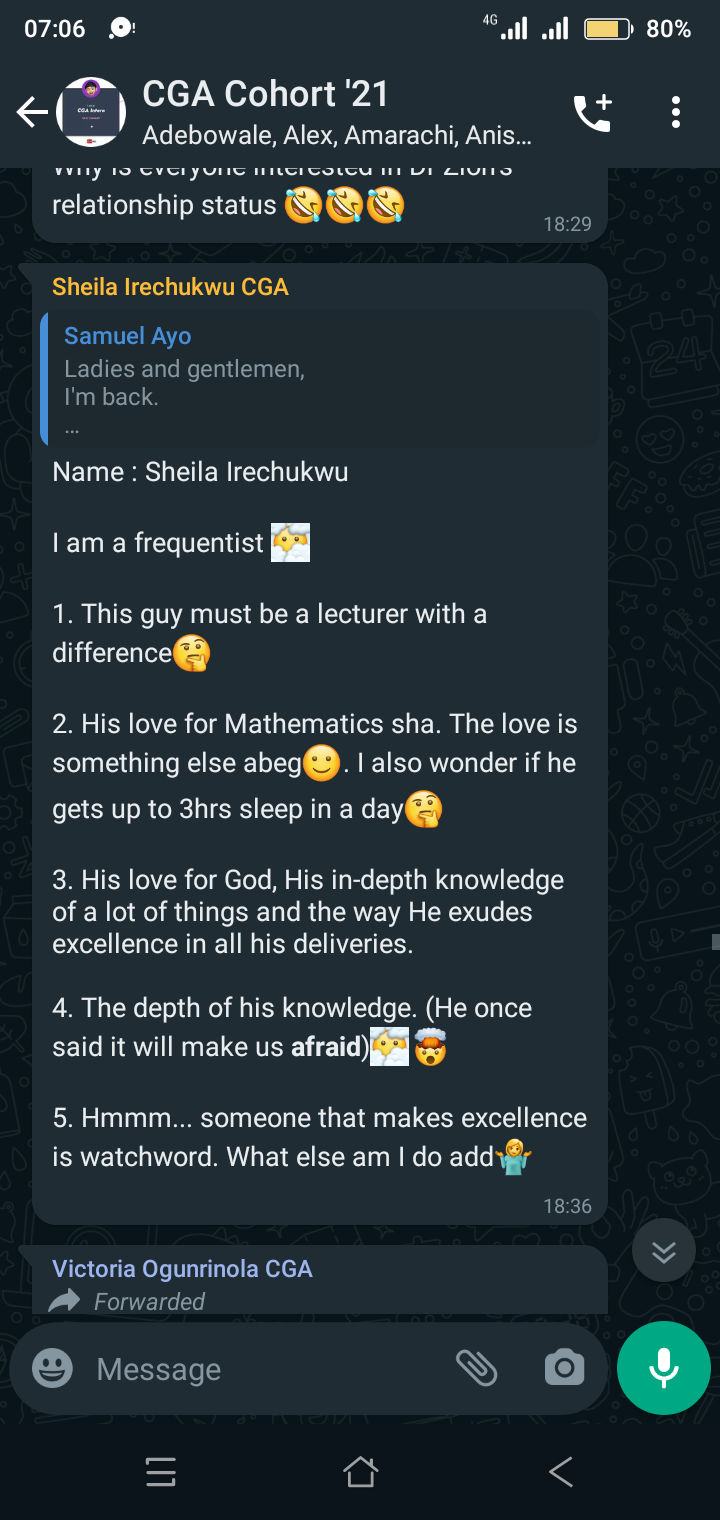 07:06
4G
80%
CGA Cohort '21
Adebowale, Alex, Amarachi, Anis...
Why is everyone interested in Dr Zion's
relationship status 🤣🤣🤣
18:29
Sheila Irechukwu CGA
Samuel Ayo
Ladies and gentlemen,
I'm back.
...
Name : Sheila Irechukwu
I am a frequentist 😶‍🌫️
1. This guy must be a lecturer with a
difference🤔
2. His love for Mathematics sha. The love is
something else abeg🙂. I also wonder if he
gets up to 3hrs sleep in a day🤔
3. His love for God, His in-depth knowledge
of a lot of things and the way He exudes
excellence in all his deliveries.
4. The depth of his knowledge. (He once
said it will make us afraid)😶‍🌫️🤯
5. Hmmm... someone that makes excellence
is watchword. What else am I do add🤷‍♀️
18:36
Victoria Ogunrinola CGA
Forwarded
Message